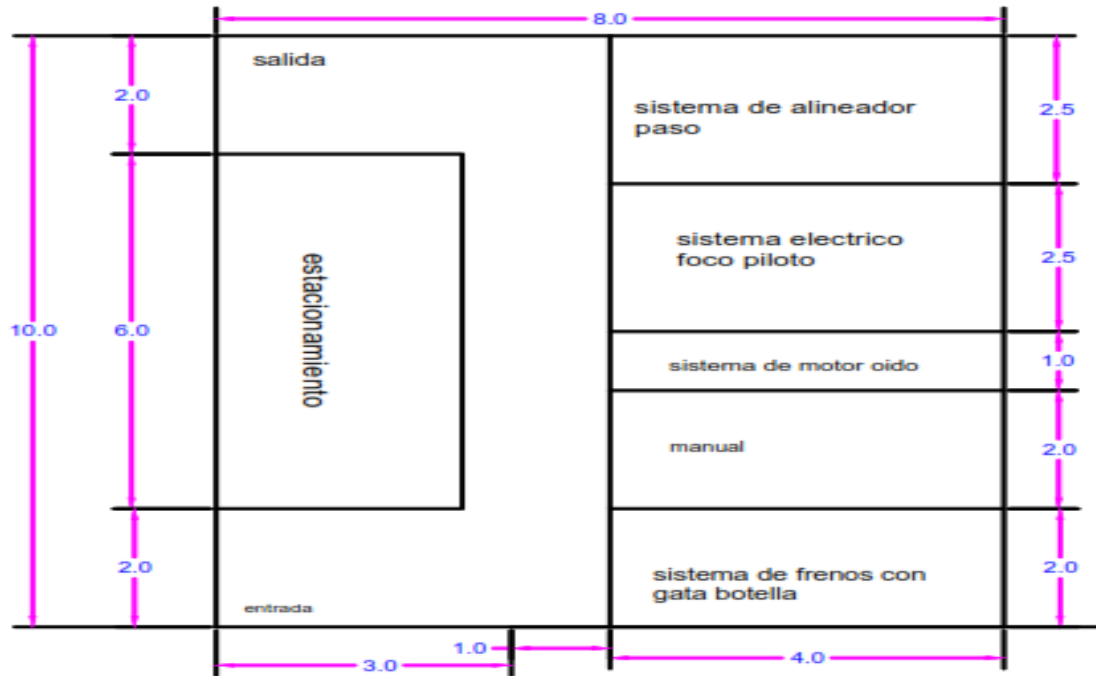 8.0
salida
2.0
sistema de alineador
paso
2.5
sistema electrico
foco piloto
2.5
estacionamiento
10.0
6.0
sistema de motor oido
1.0
manual
2.0
2.0
sistema de frenos con
gata botella
2.0
entrada
1.0
3.0
4.0